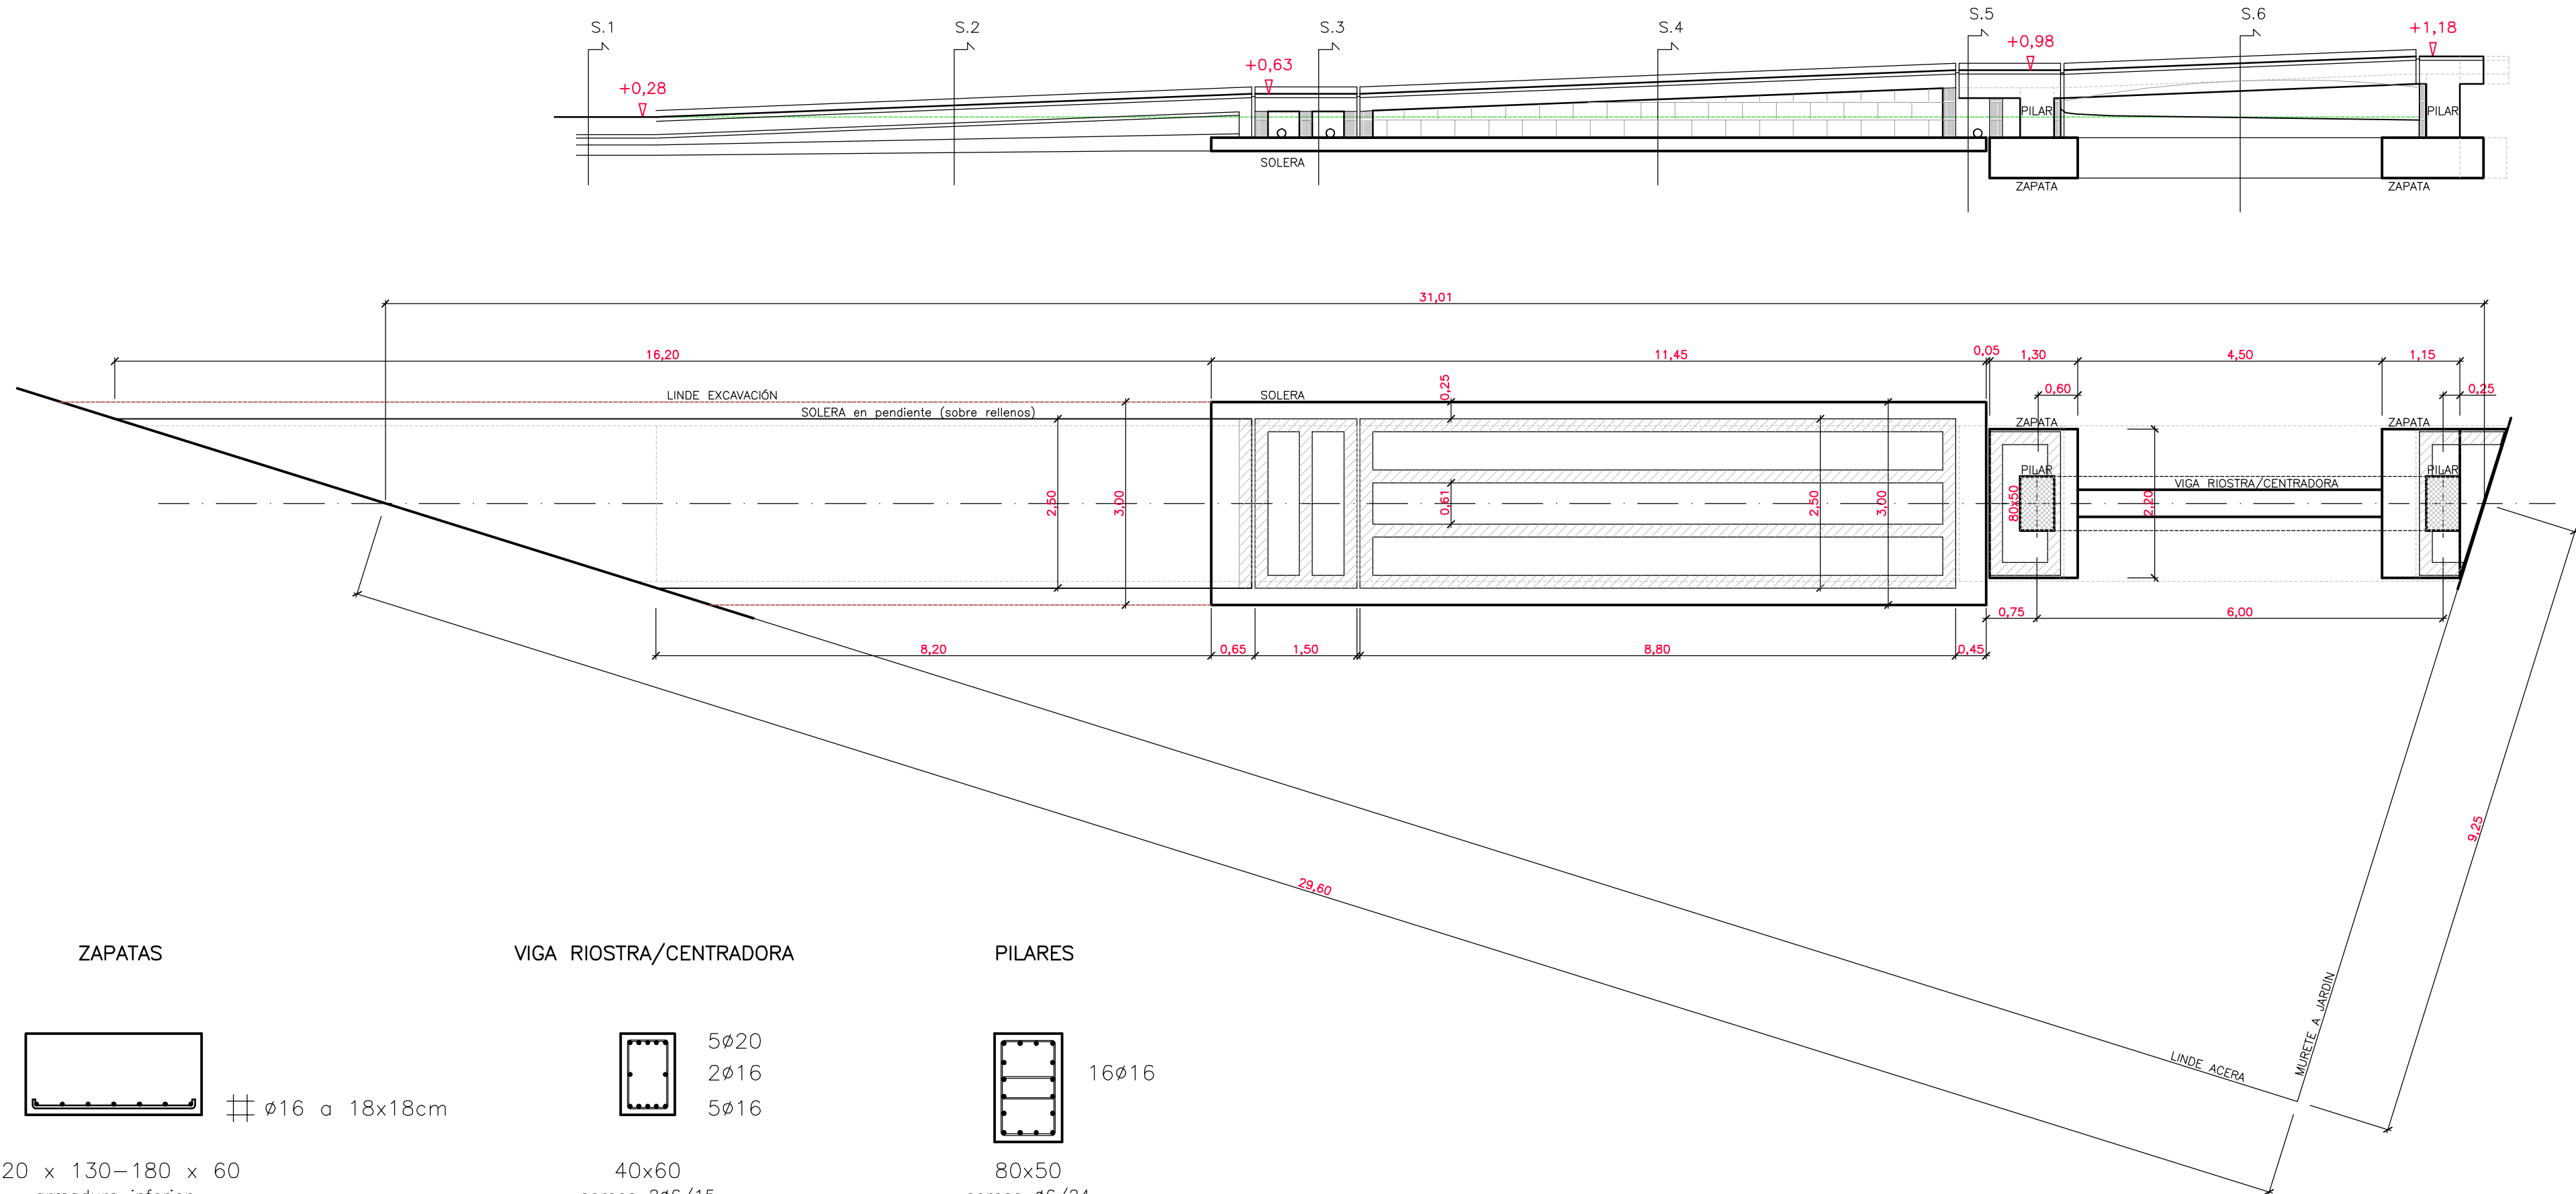 S.1
S.2
S.3
S.4
S.5
S.6
+0,28
+0,63
+0,98
+1,18
PILAR
PILAR
SOLERA
ZAPATA
ZAPATA
31,01
16,20
11,45
0,05
1,30
4,50
1,15
0,60
0,25
LINDE EXCAVACIÓN
SOLERA
0,25
SOLERA en pendiente (sobre rellenos)
ZAPATA
ZAPATA
PILAR
PILAR
VIGA RIOSTRA/CENTRADORA
3,00
0,61
2,50
3,00
80x50
2,20
8,20
0,65
1,50
8,80
0,45
0,75
6,00
9,25
29,60
MURETE A JARDÍN
LINDE ACERA
ZAPATAS
VIGA RIOSTRA/CENTRADORA
PILARES
ø16 a 18x18cm
5ø20
2ø16
5ø16
16ø16
20 x 130-180 x 60
40x60
80x50